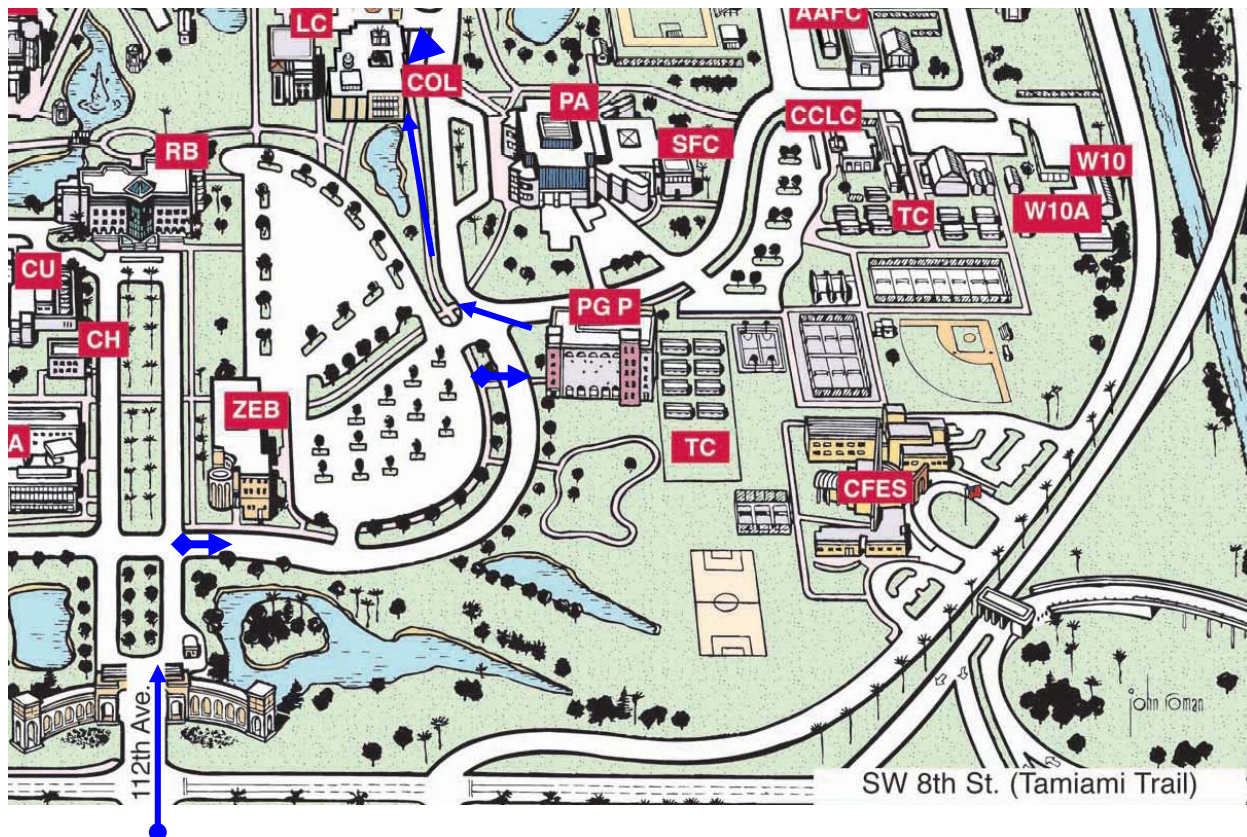 LC
AAFC
COL
PA
CCLC
RB
SFC
W10
TC
W10A
CU
PG P
CH
ZEB
A
TC
CFES
john roman
112th Ave.
SW 8th St. (Tamiami Trail)